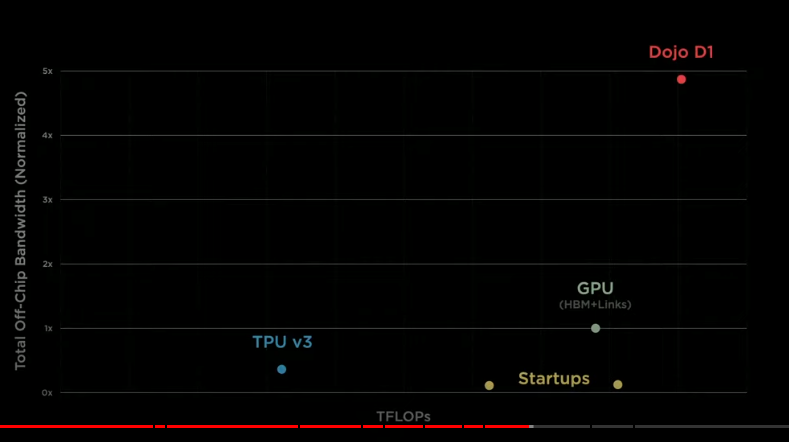 Dojo D1
5x
Total Off-Chip Bandwidth (Normalized)
4x
3x
2x
GPU
(HBM+Links)
1x
TPU v3
Startups
0x
TFLOPs